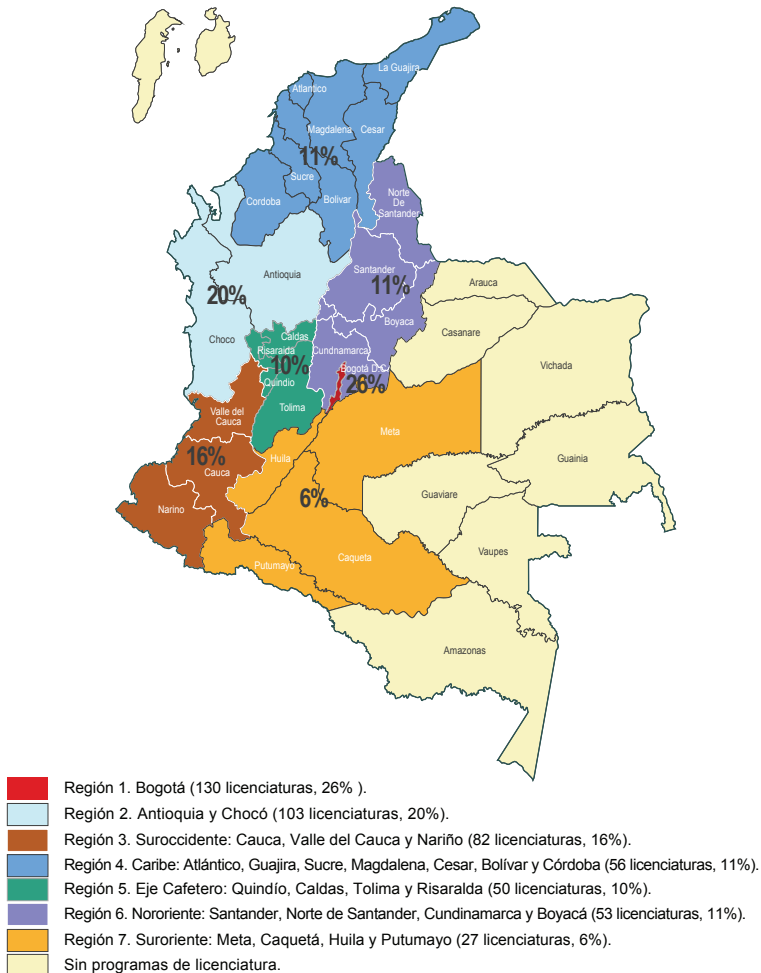 La Guajira
Atlantico
Magdalena
Cesar
11%
Sucre
Cordoba
Bolivar
Norte
De
Santander
Antioquia
Santander
11%
Arauca
20%
Boyaca
Casanare
Choco
Caldas
Risaralda
10%
Quindio
Cundnamarca
Bogotá D.C
26%
Vichada
Tolima
Valle del
Cauca
Meta
16%
Cauca
Huila
Guainia
6%
Guaviare
Narino
Vaupes
Putumayo
Caqueta
Amazonas
Región 1. Bogotá (130 licenciaturas, 26% ).
Región 2. Antioquia y Chocó (103 licenciaturas, 20%).
Región 3. Suroccidente: Cauca, Valle del Cauca y Nariño (82 licenciaturas, 16%).
Región 4. Caribe: Atlántico, Guajira, Sucre, Magdalena, Cesar, Bolívar y Córdoba (56 licenciaturas, 11%).
Región 5. Eje Cafetero: Quindío, Caldas, Tolima y Risaralda (50 licenciaturas, 10%).
Región 6. Nororiente: Santander, Norte de Santander, Cundinamarca y Boyacá (53 licenciaturas, 11%).
Región 7. Suroriente: Meta, Caquetá, Huila y Putumayo (27 licenciaturas, 6%).
Sin programas de licenciatura.